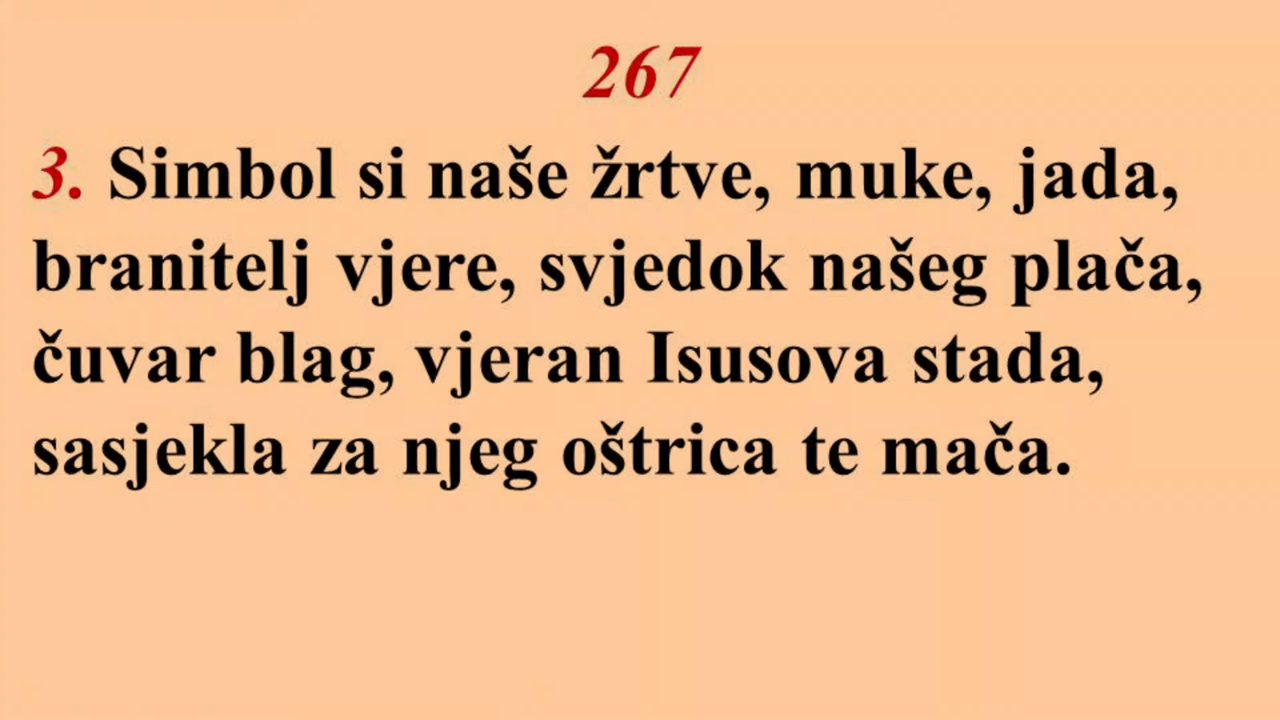 267
3. Simbol si naše žrtve, muke, jada,
branitelj vjere, svjedok našeg plača,
čuvar blag, vjeran Isusova stada,
sasjekla za njeg oštrica te mača.